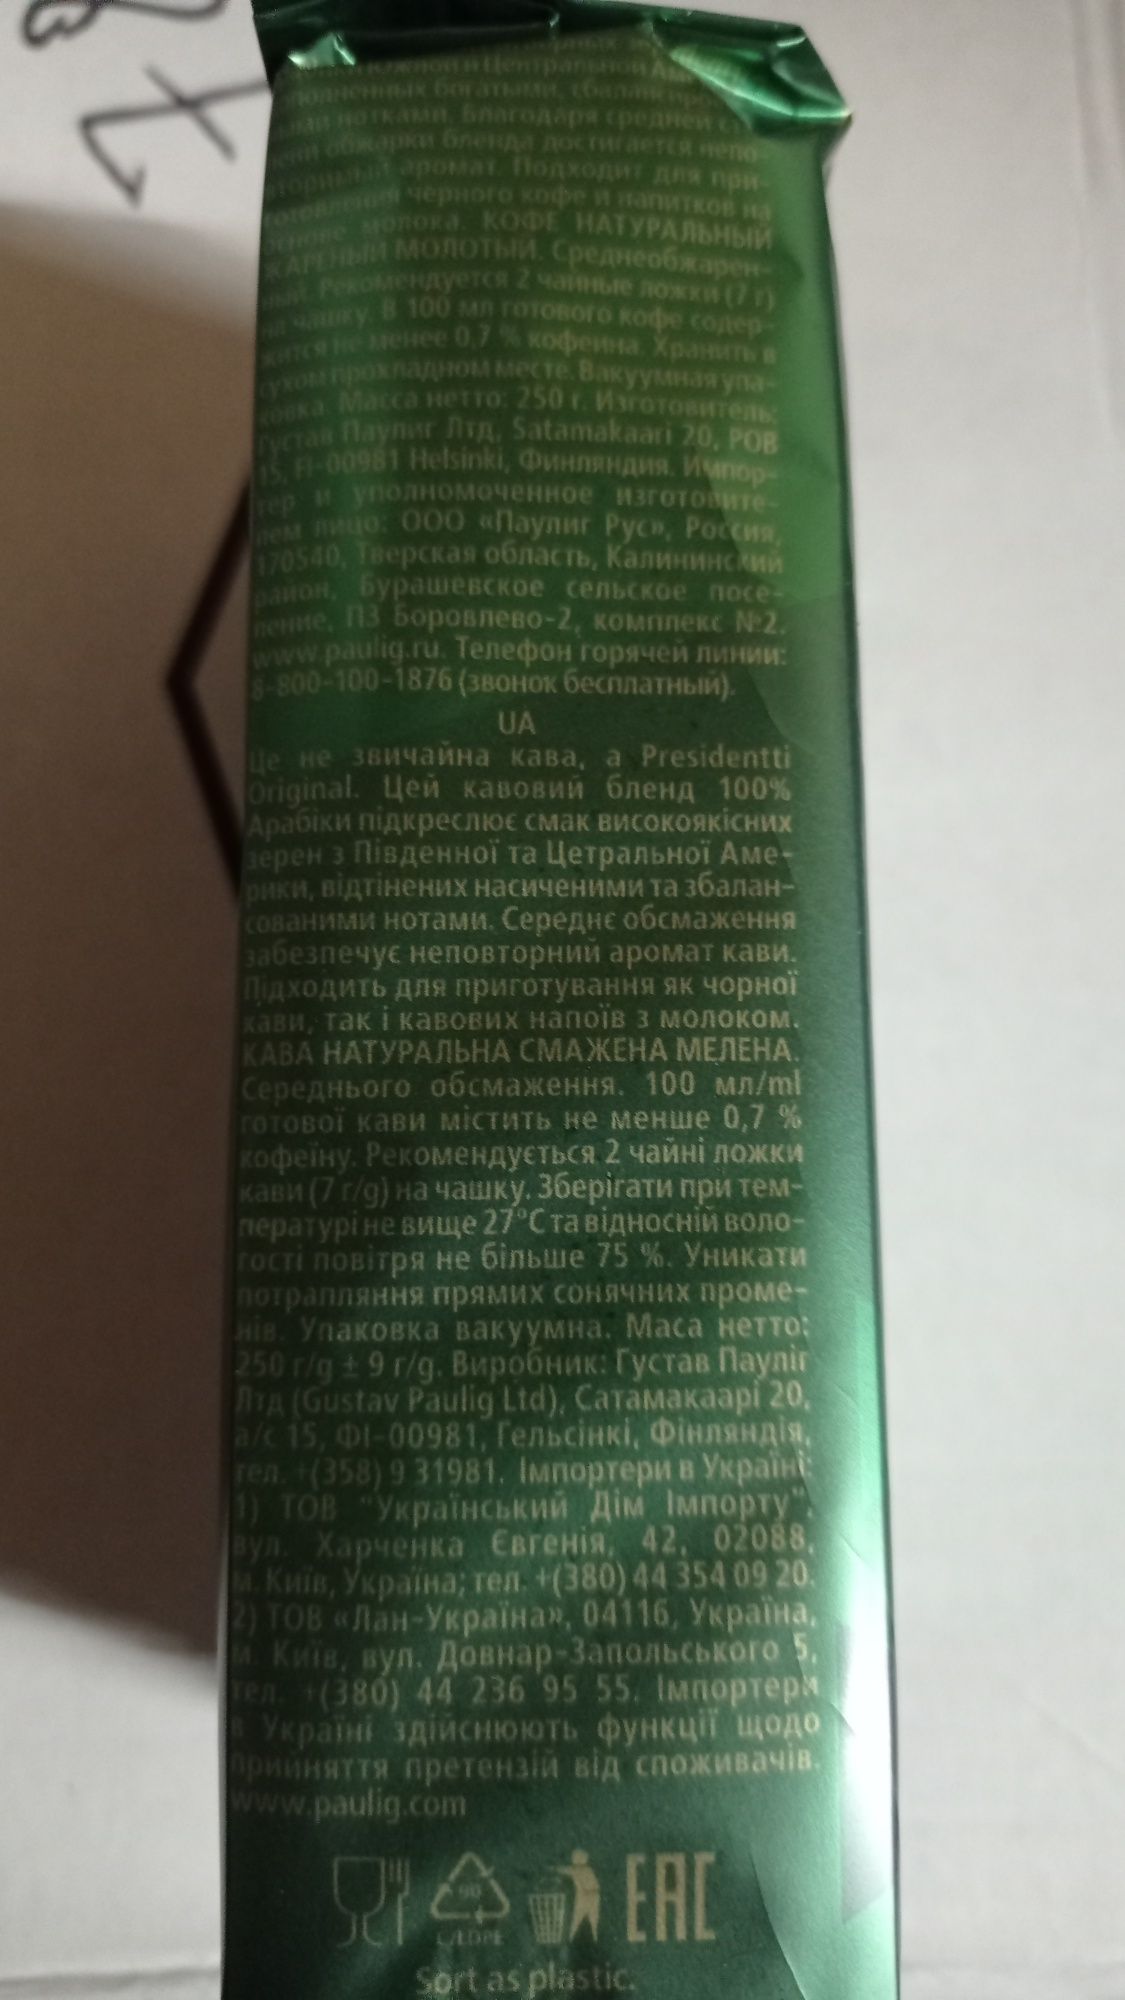 ки Южной и Центральной
полненных богатыми,
нотками. Благодаря средней
обжарки бленда достигается непо-
вторимый аромат. Подходит для при-
готовления черного кофе и напитков на
основе молока. КОФЕ НАТУРАЛЬНЫЙ
ЖАРЕНЫЙ МОЛОТЫЙ. Среднеобжарен-
ный. Рекомендуется 2 чайные ложки (7 г)
на чашку. В 100 мл готового кофе содер-
жится не менее 0,7 % кофеина. Хранить в
сухом прохладном месте. Вакуумная упа-
ковка. Масса нетто: 250 г. Изготовитель:
Густав Паулиг Лтд, Satamakaari 20, POB
15, FI-00981 Helsinki, Финляндия. Импор-
тер и уполномоченное изготовите-
лем лицо: ООО «Паулиг Рус», Россия,
170540, Тверская область, Калининский
район, Бурашевское сельское посе-
ление, ПЗ Боровлево-2, комплекс №2.
www.paulig.ru. Телефон горячей линии:
8-800-100-1876 (звонок бесплатный).
UA
Це не звичайна кава, а Presidentti
Original. Цей кавовий бленд 100%
Арабіки підкреслює смак високоякісних
зерен з Південної та Цетральної Аме-
рики, відтінених насиченими та збалан-
сованими нотами. Середнє обсмаження
забезпечує неповторний аромат кави.
Підходить для приготування як чорної
кави, так і кавових напоїв з молоком.
КАВА НАТУРАЛЬНА СМАЖЕНА МЕЛЕНА.
Середнього обсмаження. 100 мл/ml
готової кави містить не менше 0,7 %
кофеїну. Рекомендується 2 чайні ложки
кави (7 г/g) на чашку. Зберігати при тем-
пературі не вище 27°C та відносній воло-
гості повітря не більше 75 %. Уникати
потрапляння прямих сонячних проме-
нів. Упаковка вакуумна. Маса нетто:
250 г/g ± 9 г/g. Виробник: Густав Пауліг
Лтд (Gustav Paulig Ltd), Сатамакаарі 20,
а/с 15, ФІ-00981, Гельсінкі, Фінляндія,
тел. +(358) 9 31981. Імпортери в Україні:
1) ТОВ "Український Дім Імпорту",
вул. Харченка Євгенія, 42, 02088,
м. Київ, Україна; тел. +(380) 44 354 09 20.
2) ТОВ «Лан-Україна», 04116, Україна,
м. Київ, вул. Довнар-Запольського 5,
тел. +(380) 44 236 95 55. Імпортери
в Україні здійснюють функції щодо
прийняття претензій від споживачів.
www.paulig.com
90
C/LDPE
EAC
Sort as plastic.